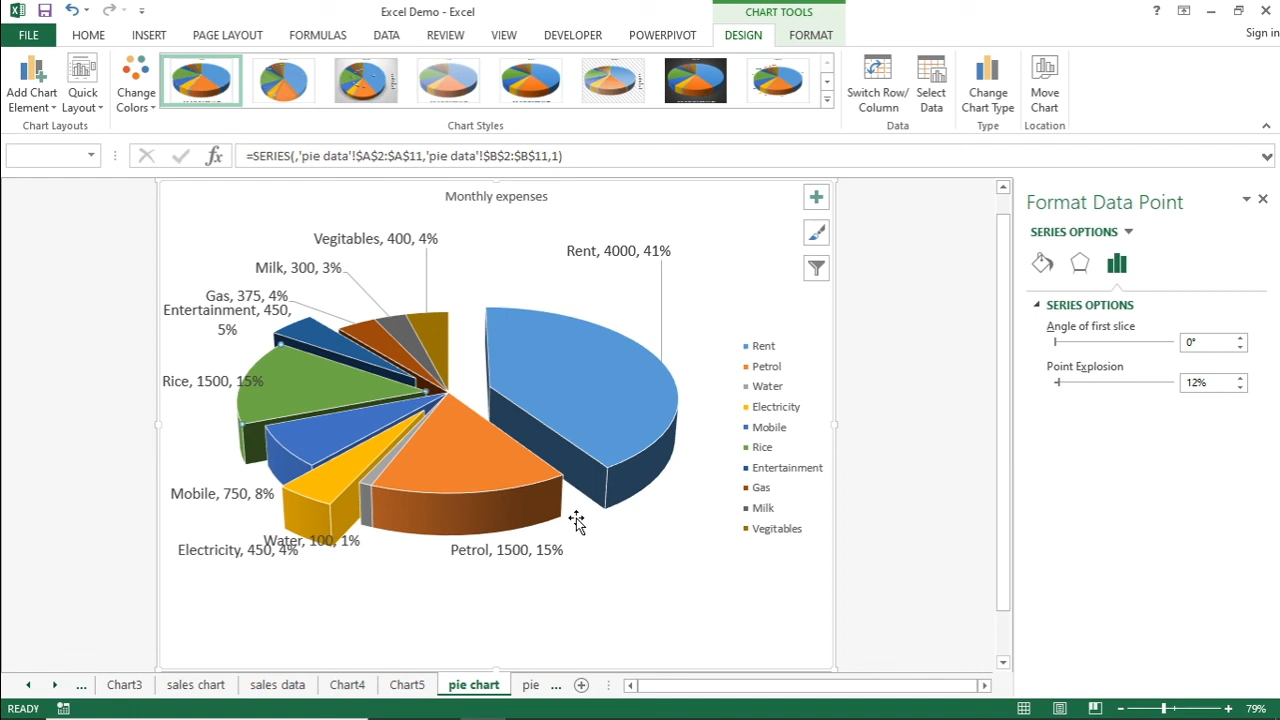 Excel Demo - Excel
CHART TOOLS
?
FILE HOME INSERT PAGE LAYOUT FORMULAS DATA REVIEW VIEW DEVELOPER POWERPIVOT DESIGN FORMAT Sign in
Add Chart Element
Quick Layout
Change Colors
Switch Row/ Column
Select Data
Change Chart Type
Move Chart
Chart Layouts Chart Styles Data Type Location
fx =SERIES(,'pie data'!$A$2:$A$11,'pie data'!$B$2:$B$11,1)
Monthly expenses
Vegitables, 400, 4%
Rent, 4000, 41%
Milk, 300, 3%
Gas, 375, 4%
Entertainment, 450,
5%
Rice, 1500, 15%
Mobile, 750, 8%
Water, 100, 1%
Electricity, 450, 4%
Petrol, 1500, 15%
Rent
Petrol
Water
Electricity
Mobile
Rice
Entertainment
Gas
Milk
Vegitables
Format Data Point
SERIES OPTIONS
SERIES OPTIONS
Angle of first slice
0°
Point Explosion
12%
... Chart3 sales chart sales data Chart4 Chart5 pie chart pie ...
READY 79%